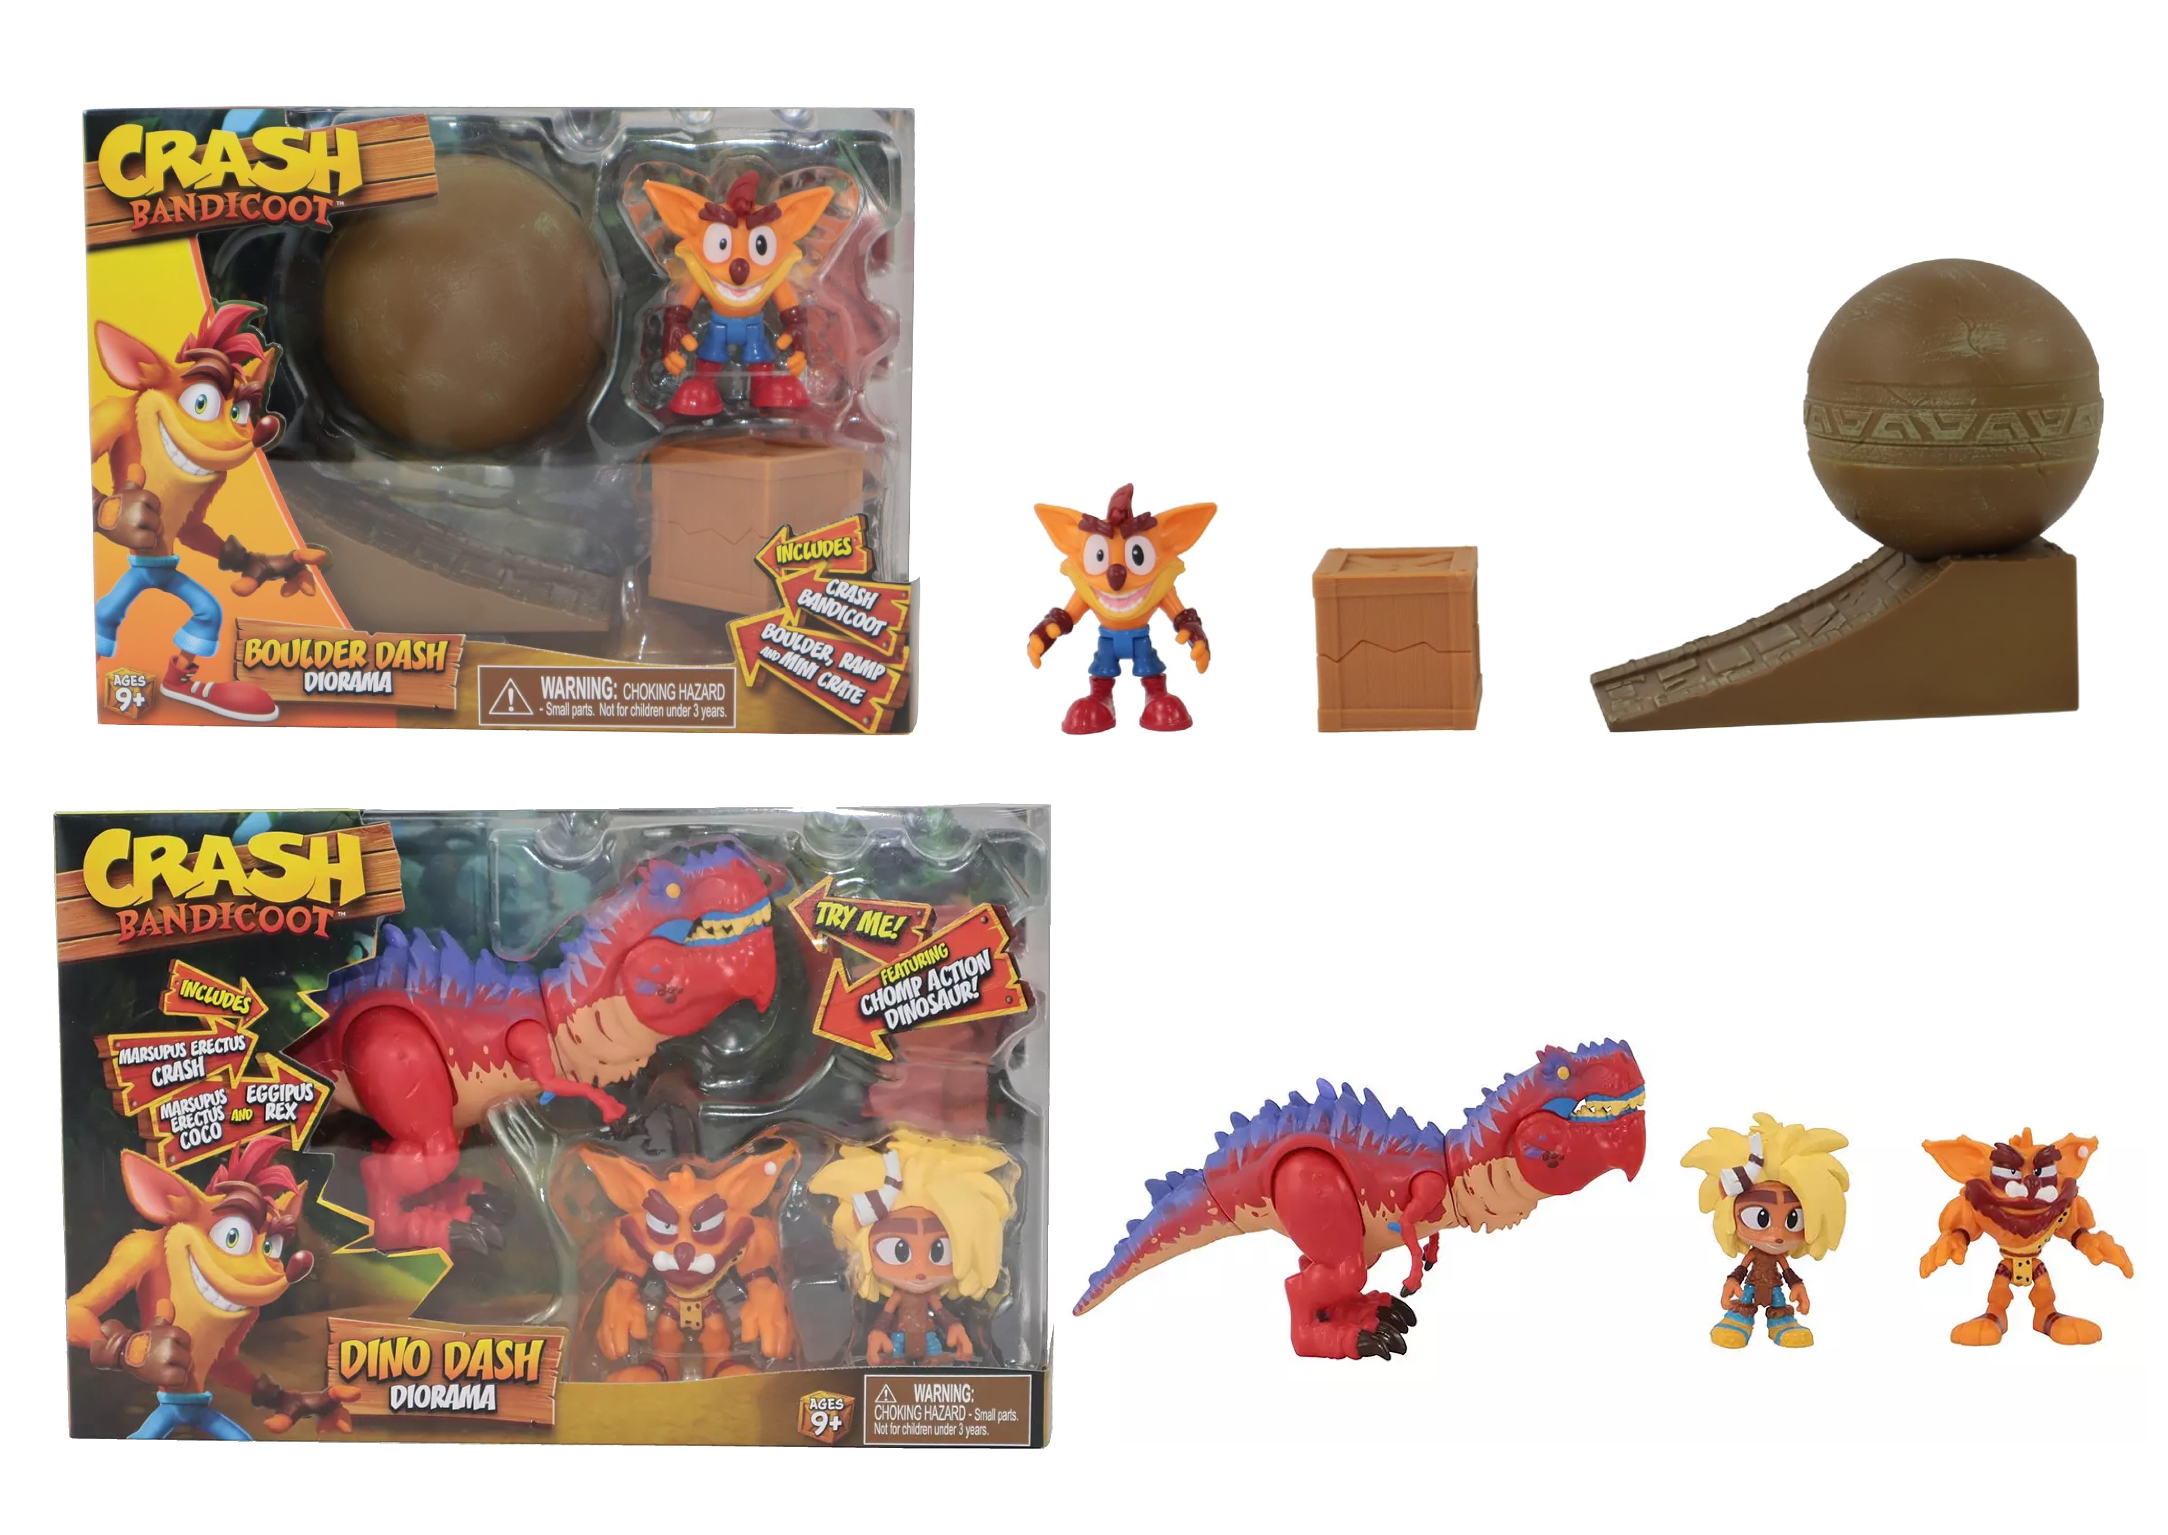 CRASH
BANDICOOT™
INCLUDES
CRASH
BANDICOOT
BOULDER, RAMP
AND MINI CRATE
BOULDER DASH
DIORAMA
AGES
9+
WARNING: CHOKING HAZARD
- Small parts. Not for children under 3 years.
CRASH
BANDICOOT™
TRY ME!
FEATURING
CHOMP ACTION
DINOSAUR!
INCLUDES
MARSUPUS ERECTUS
CRASH
MARSUPUS
ERECTUS
COCO
AND
EGGIPUS
REX
DINO DASH
DIORAMA
AGES
9+
WARNING:
CHOKING HAZARD - Small parts.
Not for children under 3 years.